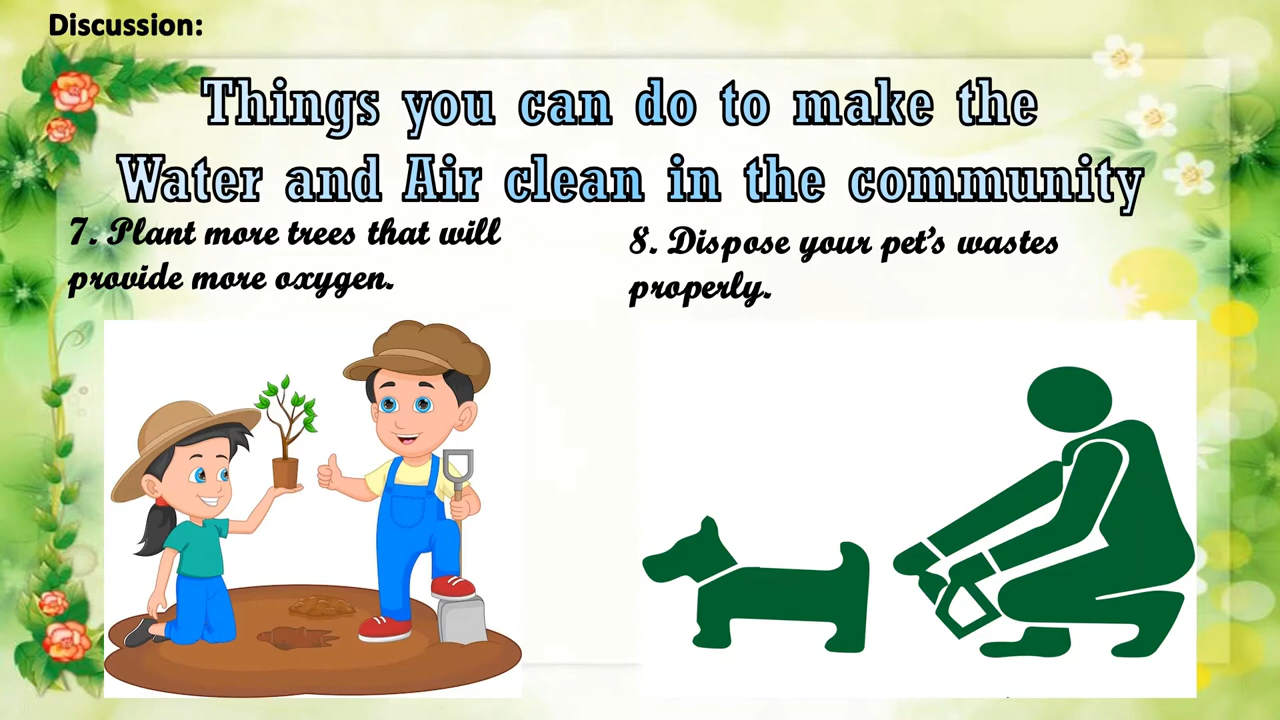 Discussion:
Things you can do to make the
Water and Air clean in the community
7. Plant more trees that will
provide more oxygen.
8. Dispose your pet's wastes
properly.